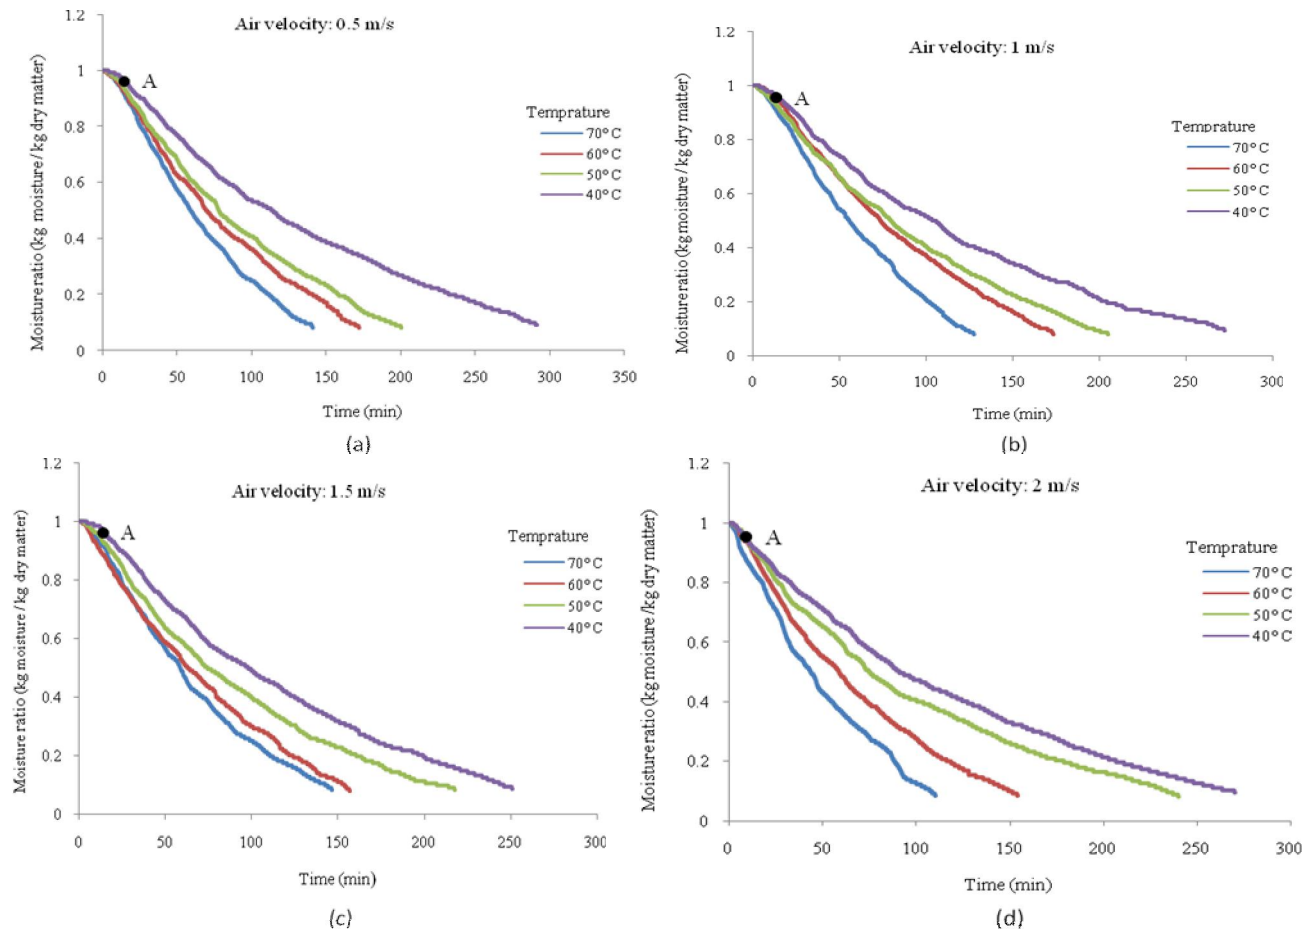 Air velocity: 0.5 m/s
1.2
1
0.8
0.6
0.4
0.2
0
Moisture ratio (kg moisture / kg dry matter)
A
Temprature
70°C
60°C
50°C
40°C
0 50 100 150 200 250 300 350
Time (min)
(a)
Air velocity: 1 m/s
1.2
1
0.8
0.6
0.4
0.2
0
Moisture ratio (kg moisture / kg dry matter)
A
Temprature
70°C
60°C
50°C
40°C
0 50 100 150 200 250 300
Time (min)
(b)
Air velocity: 1.5 m/s
1.2
1
0.8
0.6
0.4
0.2
0
Moisture ratio (kg moisture / kg dry matter)
A
Temprature
70°C
60°C
50°C
40°C
0 50 100 150 200 250 300
Time (min)
(c)
Air velocity: 2 m/s
1.2
1
0.8
0.6
0.4
0.2
0
Moisture ratio (kg moisture / kg dry matter)
A
Temprature
70°C
60°C
50°C
40°C
0 50 100 150 200 250 300
Time (min)
(d)